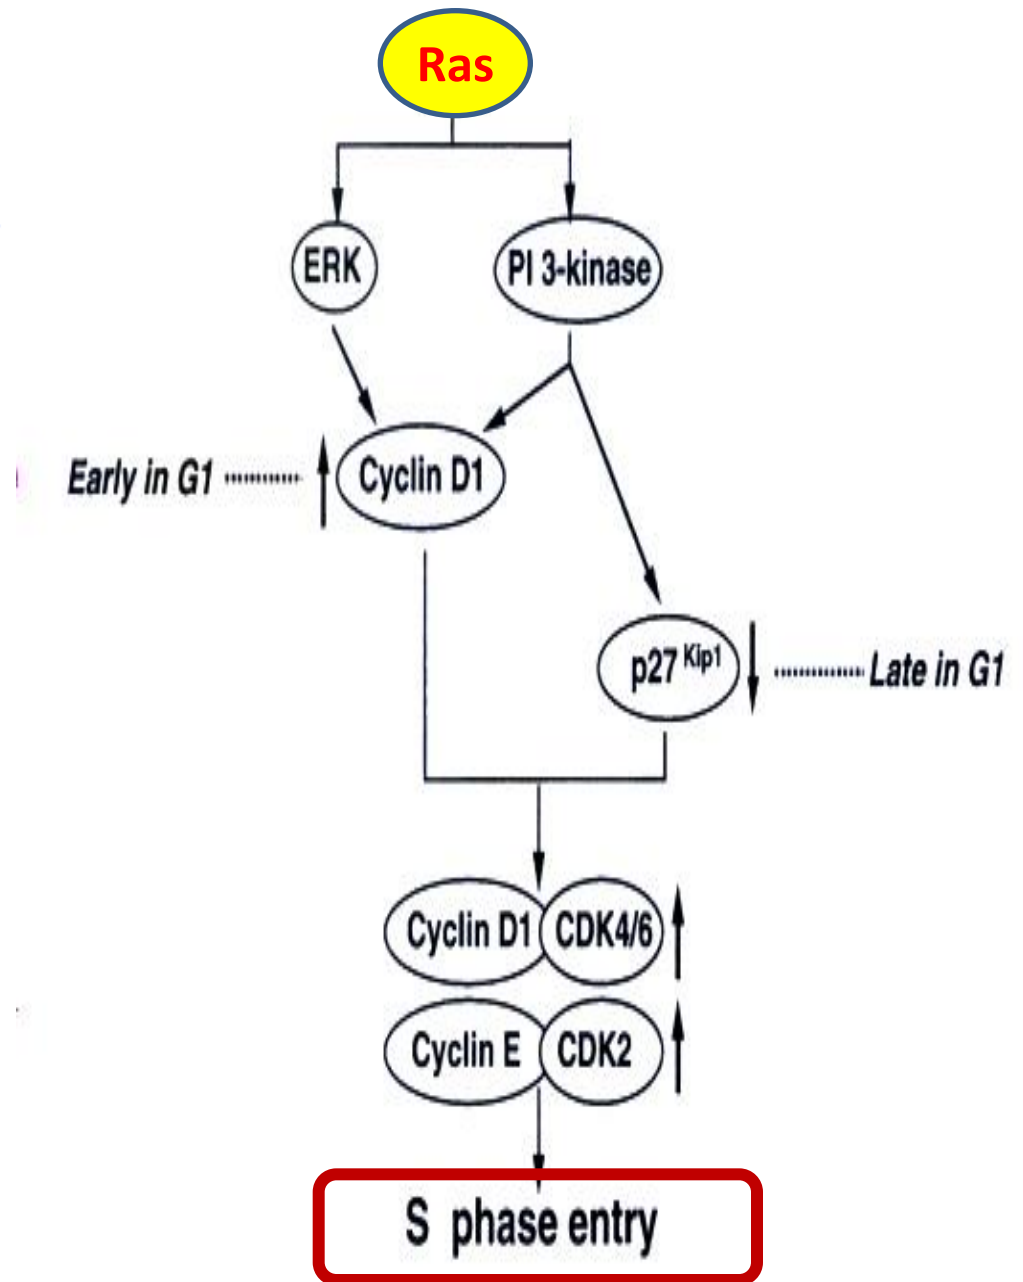 Ras
ERK
PI 3-kinase
Early in G1
Cyclin D1
p27 Kip1
Late in G1
Cyclin D1
CDK4/6
Cyclin E
CDK2
S phase entry